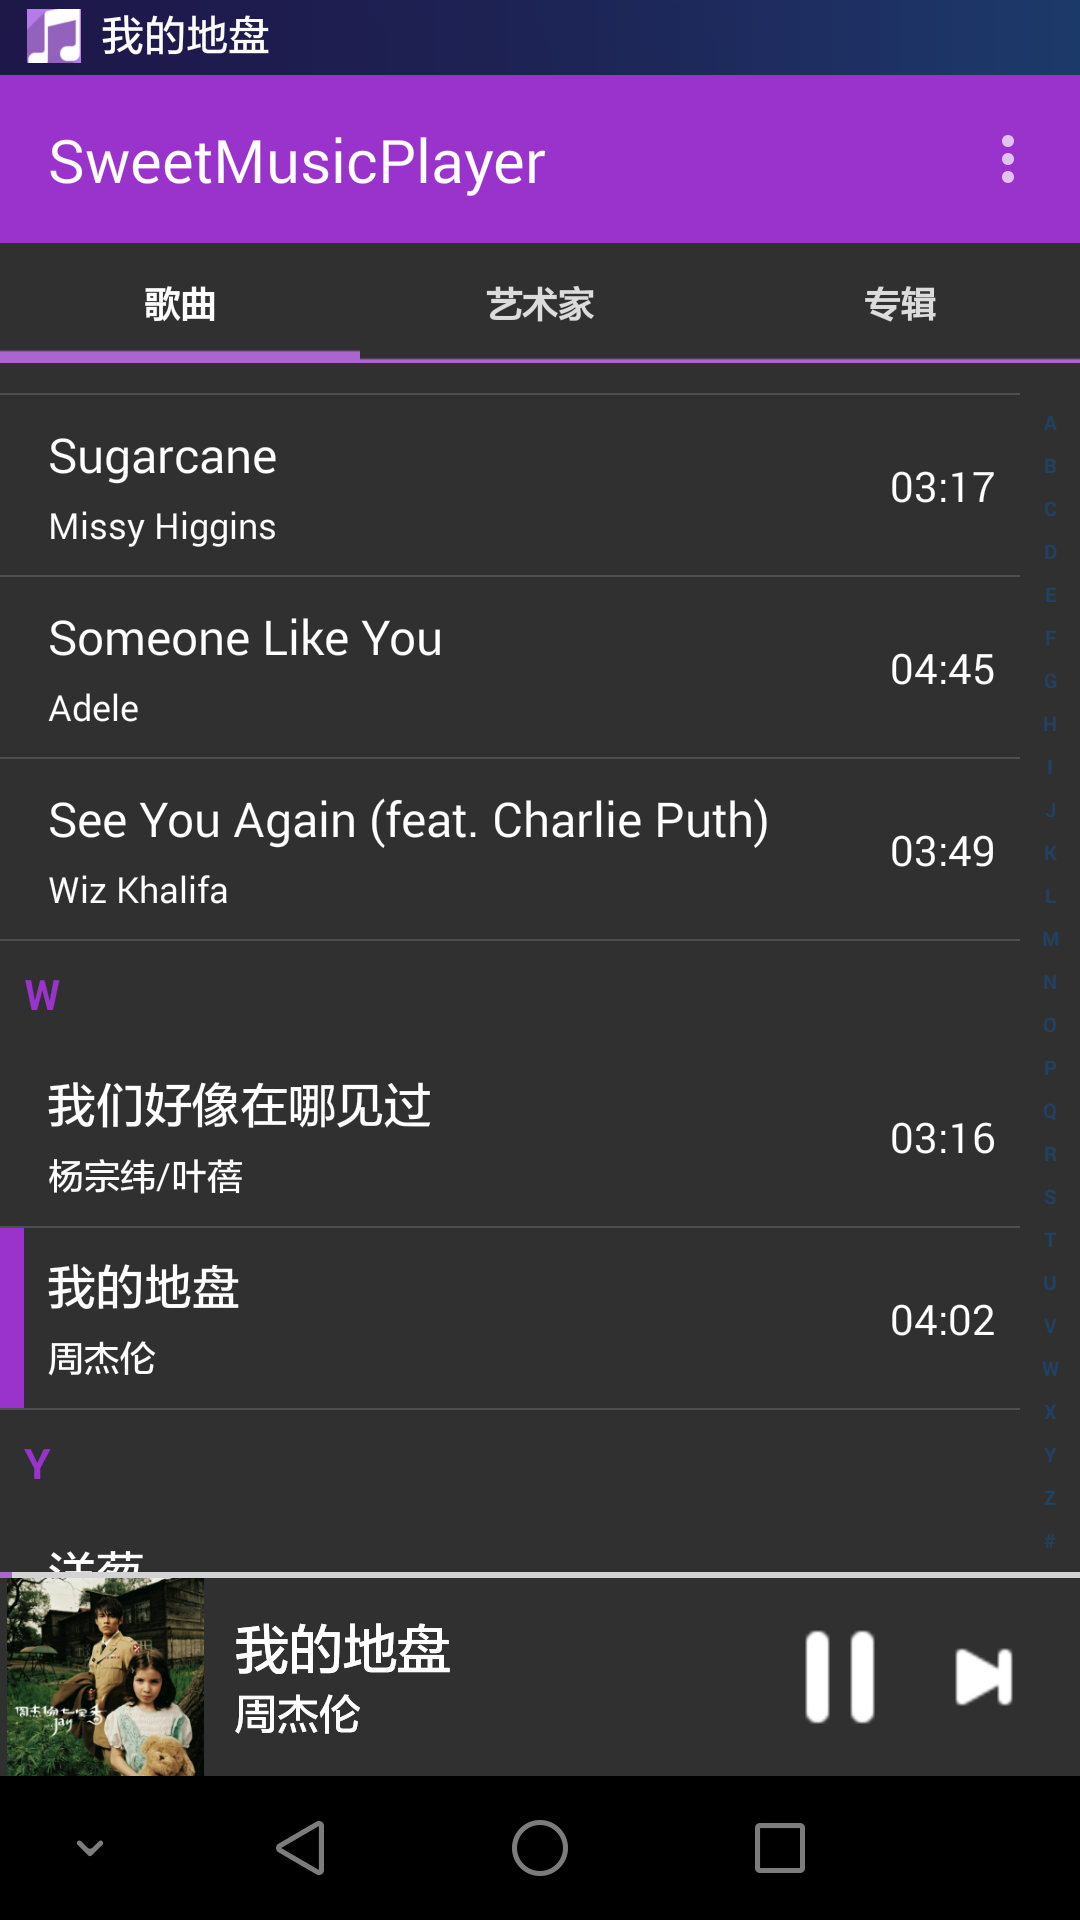 我的地盘
SweetMusicPlayer
歌曲
艺术家
专辑
Sugarcane
03:17
Missy Higgins
Someone Like You
04:45
Adele
See You Again (feat. Charlie Puth)
03:49
Wiz Khalifa
W
我们好像在哪见过
03:16
杨宗纬/叶蓓
我的地盘
04:02
周杰伦
Y
洋葱
A
B
C
D
E
F
G
H
I
J
K
L
M
N
O
P
Q
R
S
T
U
V
W
X
Y
Z
#
我的地盘
周杰伦